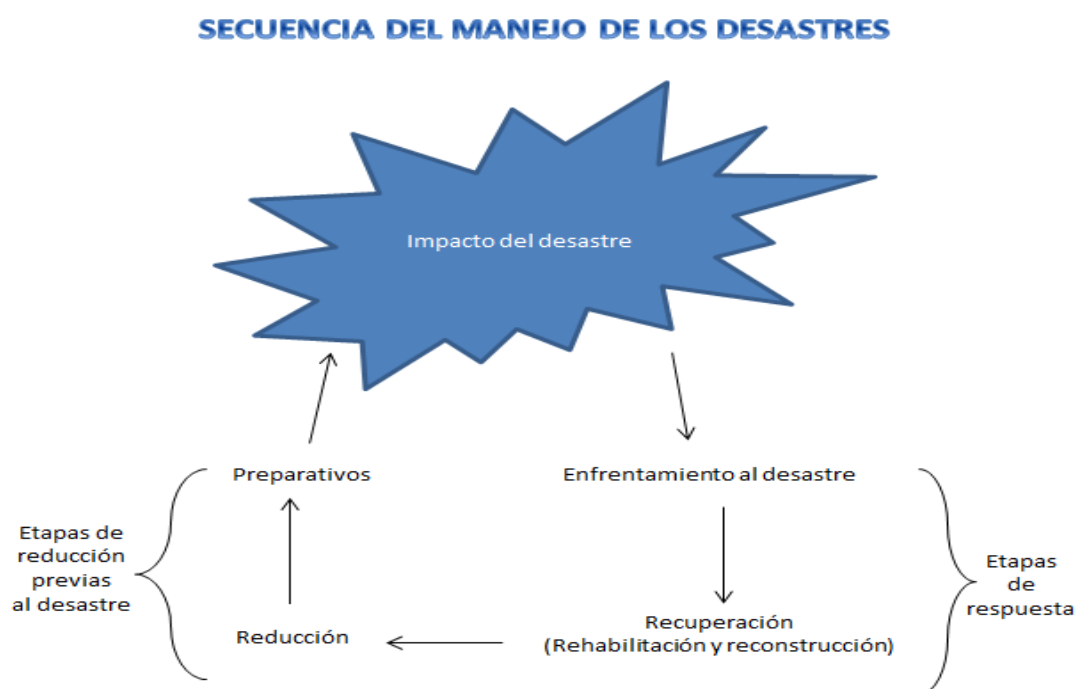 SECUENCIA DEL MANEJO DE LOS DESASTRES
Impacto del desastre
Preparativos
Enfrentamiento al desastre
Etapas de
reducción
previas
al desastre
Etapas
de
respuesta
Reducción
Recuperación
(Rehabilitación y reconstrucción)